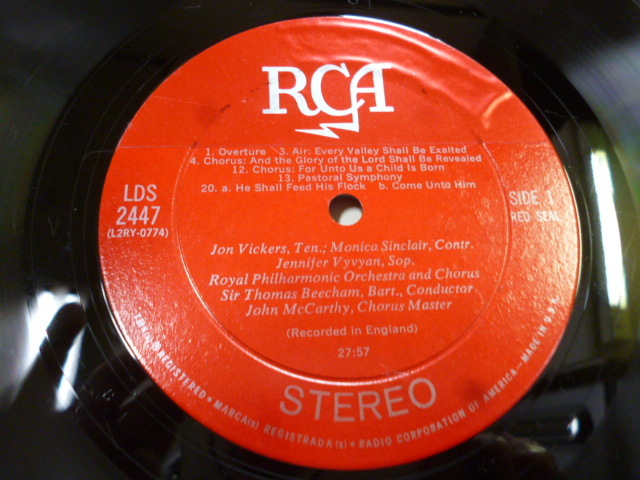 RCA
1. Overture 3. Air: Every Valley Shall Be Exalted
4. Chorus: And the Glory of the Lord Shall Be Revealed
12. Chorus: For Unto Us a Child is Born
13. Pastoral Symphony
20. a. He Shall Feed His Flock b. Come Unto Him
LDS
2447
(L2RY-0774)
SIDE 1
RED SEAL
Jon Vickers, Ten.; Monica Sinclair, Contr.
Jennifer Vyvyan, Sop.
Royal Philharmonic Orchestra and Chorus
Sir Thomas Beecham, Bart., Conductor
John McCarthy, Chorus Master
(Recorded in England)
27:57
STEREO
® REGISTERED • MARCA(s) REGISTRADA(s) • RADIO CORPORATION OF AMERICA—MADE IN U.S.A.